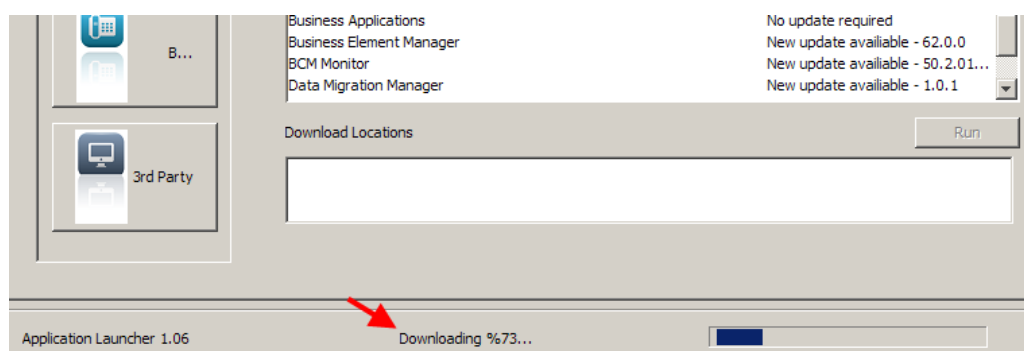 Business Applications No update required
B... Business Element Manager New update availiable - 62.0.0
BCM Monitor New update availiable - 50.2.01...
Data Migration Manager New update availiable - 1.0.1
Download Locations Run
3rd Party
Application Launcher 1.06 Downloading %73...